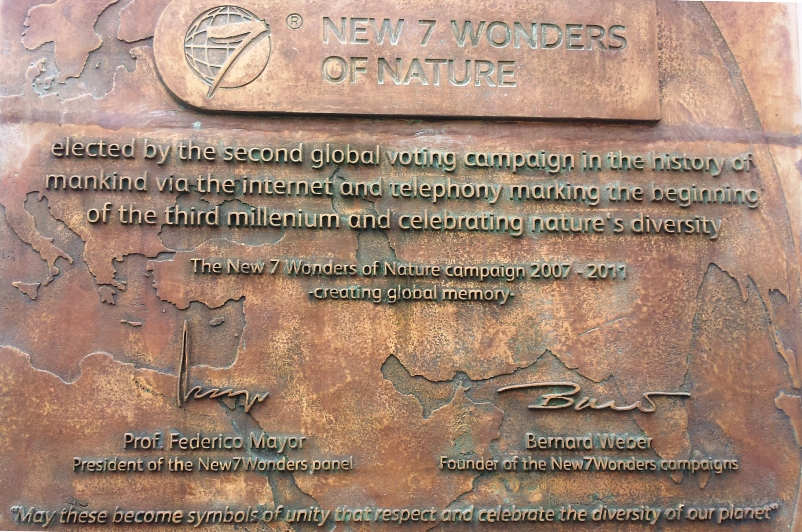 ® NEW 7 WONDERS
OF NATURE
elected by the second global voting campaign in the history of
mankind via the internet and telephony marking the beginning
of the third millenium and celebrating nature's diversity
The New 7 Wonders of Nature campaign 2007 - 2011
-creating global memory-
Prof. Federico Mayor
President of the New7Wonders panel
Bernard Weber
Founder of the New7Wonders campaigns
"May these become symbols of unity that respect and celebrate the diversity of our planet"